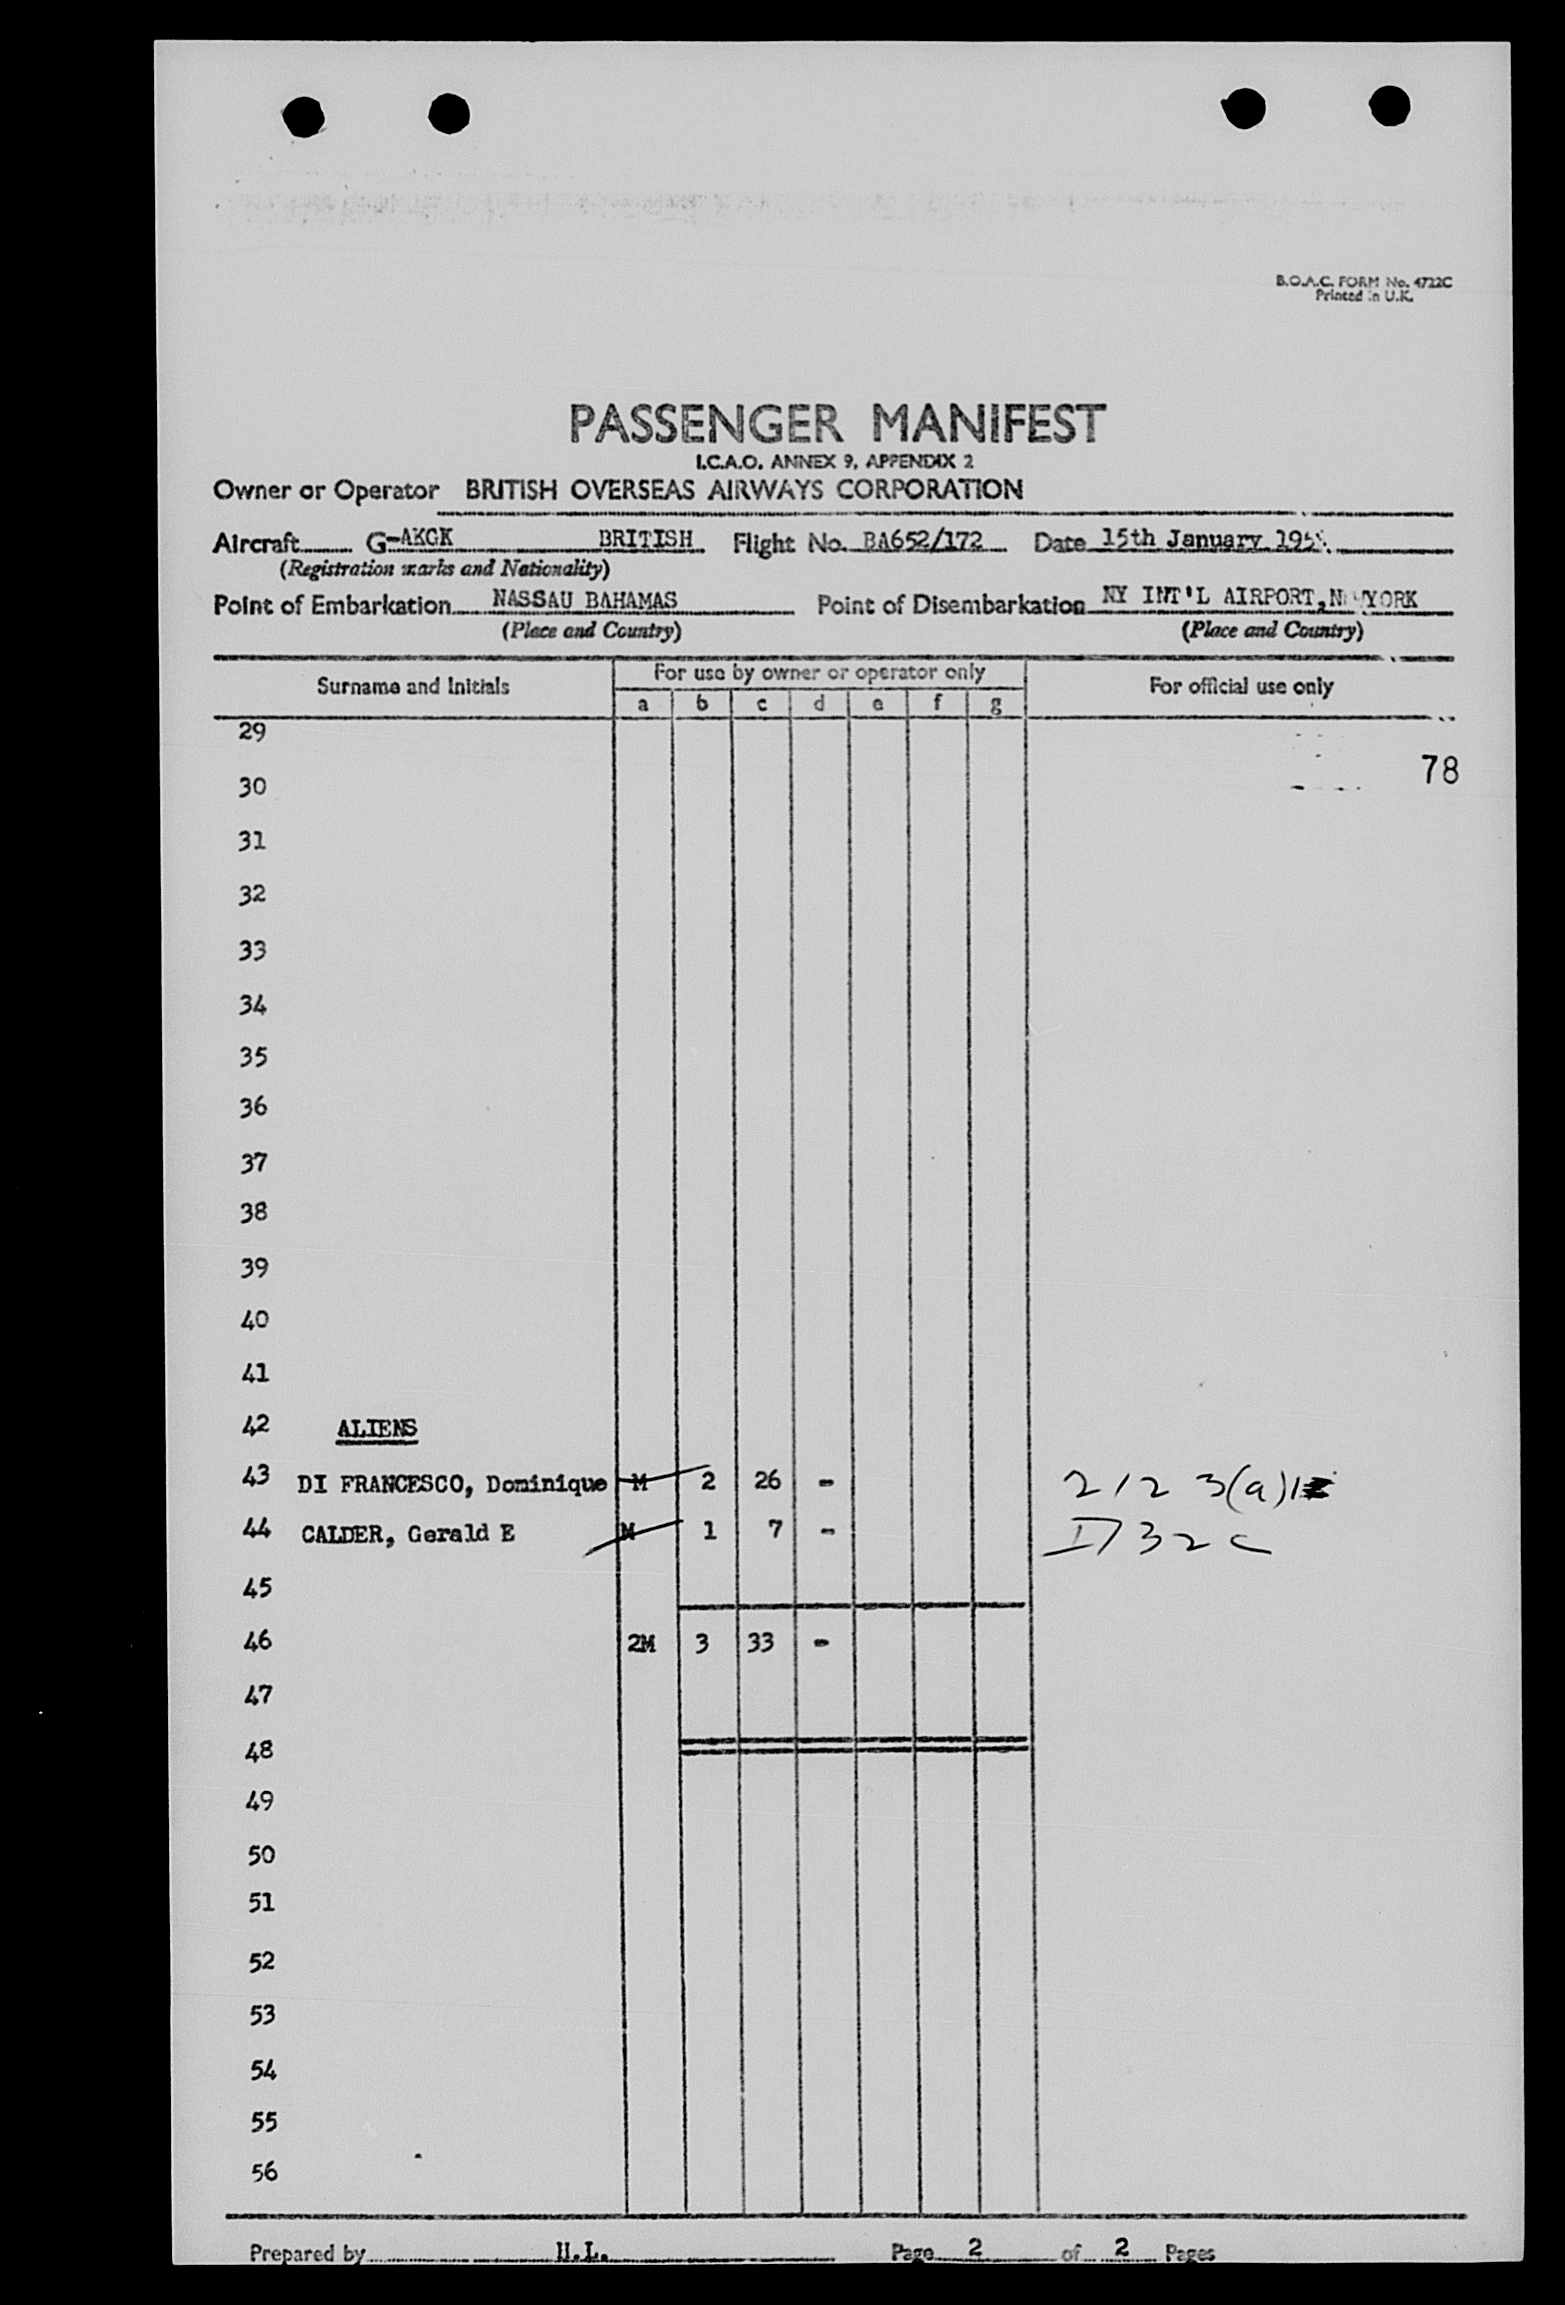 B.O.A.C. FORM No. 4722C
Printed in U.K.
PASSENGER MANIFEST
I.C.A.O. ANNEX 9, APPENDIX 2
Owner or Operator BRITISH OVERSEAS AIRWAYS CORPORATION
Aircraft G-AKGK BRITISH Flight No. BA652/172 Date 15th January
(Registration marks and Nationality)
Point of Embarkation NASSAU BAHAMAS Point of Disembarkation NY INT'L AIRPORT, NEWYORK
(Place and Country) (Place and Country)
Surname and Initials For use by owner or operator only For official use only
a b c d e f g
29
78
30
31
32
33
34
35
36
37
38
39
40
41
42 ALIENS
43 DI FRANCESCO, Dominique M 2 26 - 212 3(a)
44 CALDER, Gerald E M 1 7 - 32 C
45
46 2M 3 33 -
47
48
49
50
51
52
53
54
55
56
Prepared by Page 2 of 2 Pages